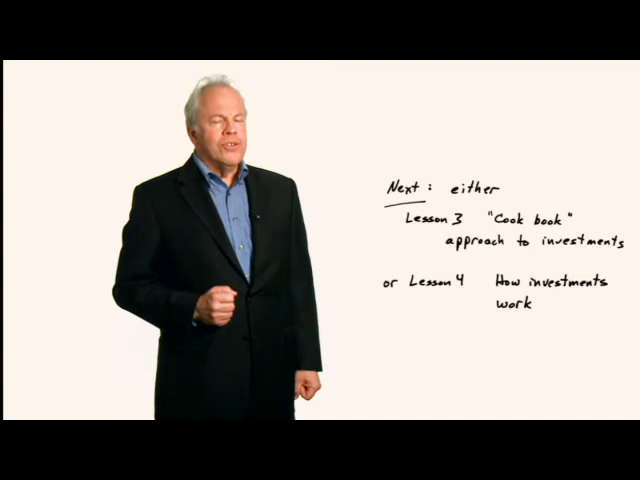 Next: either
Lesson 3 "Cook book"
approach to investments
or Lesson 4 How investments
work